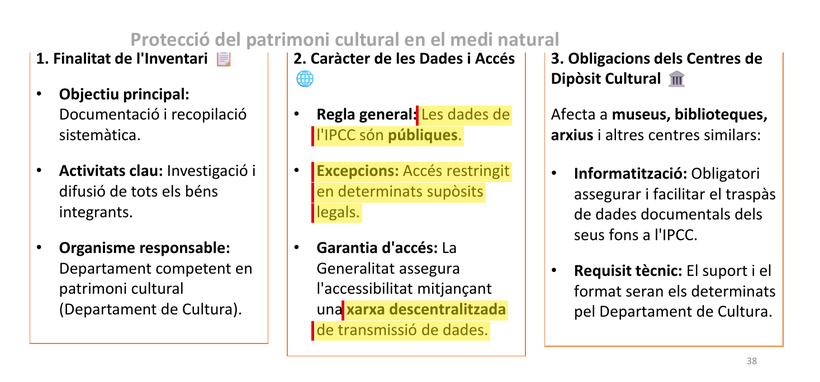 Protecció del patrimoni cultural en el medi natural
1. Finalitat de l'Inventari
• Objectiu principal:
Documentació i recopilació
sistemàtica.
• Activitats clau: Investigació i
difusió de tots els béns
integrants.
• Organisme responsable:
Departament competent en
patrimoni cultural
(Departament de Cultura).
2. Caràcter de les Dades i Accés
• Regla general: Les dades de
l'IPCC són públiques.
• Excepcions: Accés restringit
en determinats supòsits
legals.
• Garantia d'accés: La
Generalitat assegura
l'accessibilitat mitjançant
una xarxa descentralitzada
de transmissió de dades.
3. Obligacions dels Centres de
Dipòsit Cultural
Afecta a museus, biblioteques,
arxius i altres centres similars:
• Informatització: Obligatori
assegurar i facilitar el traspàs
de dades documentals dels
seus fons a l'IPCC.
• Requisit tècnic: El suport i el
format seran els determinats
pel Departament de Cultura.
38